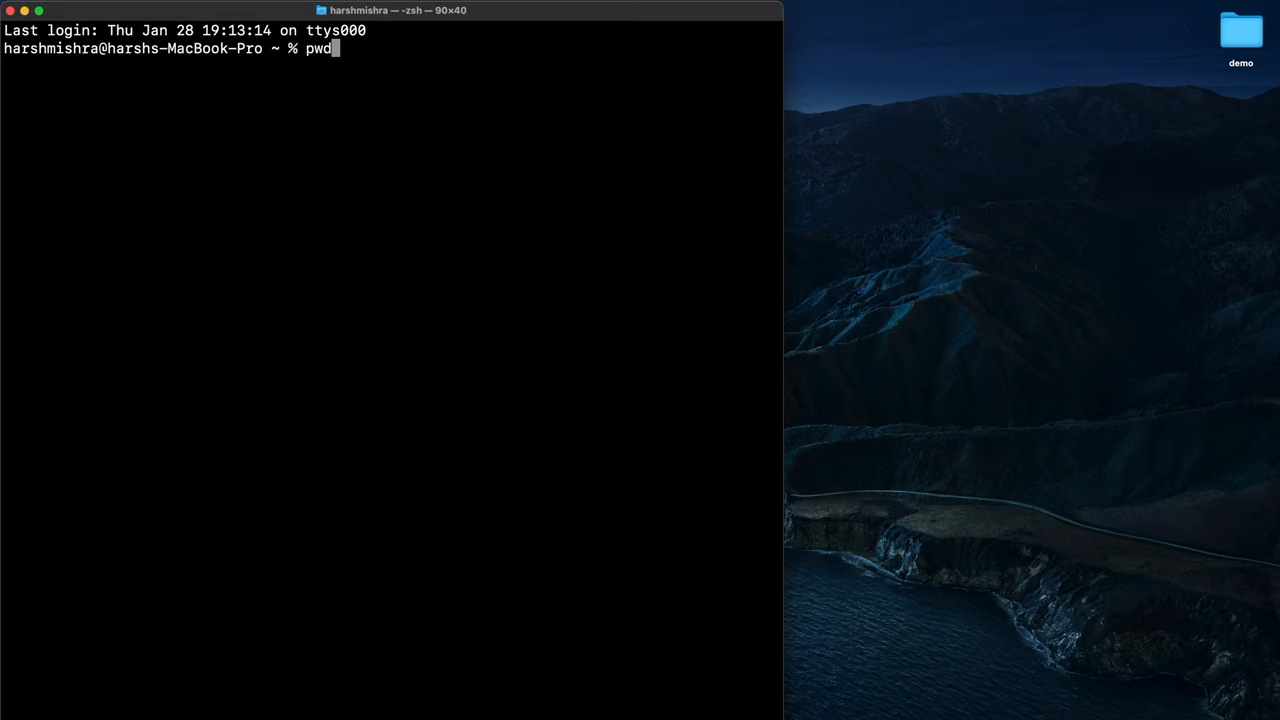 harshmishra — -zsh — 90×40
Last login: Thu Jan 28 19:13:14 on ttys000
harshmishra@harshs-MacBook-Pro ~ % pwd
demo